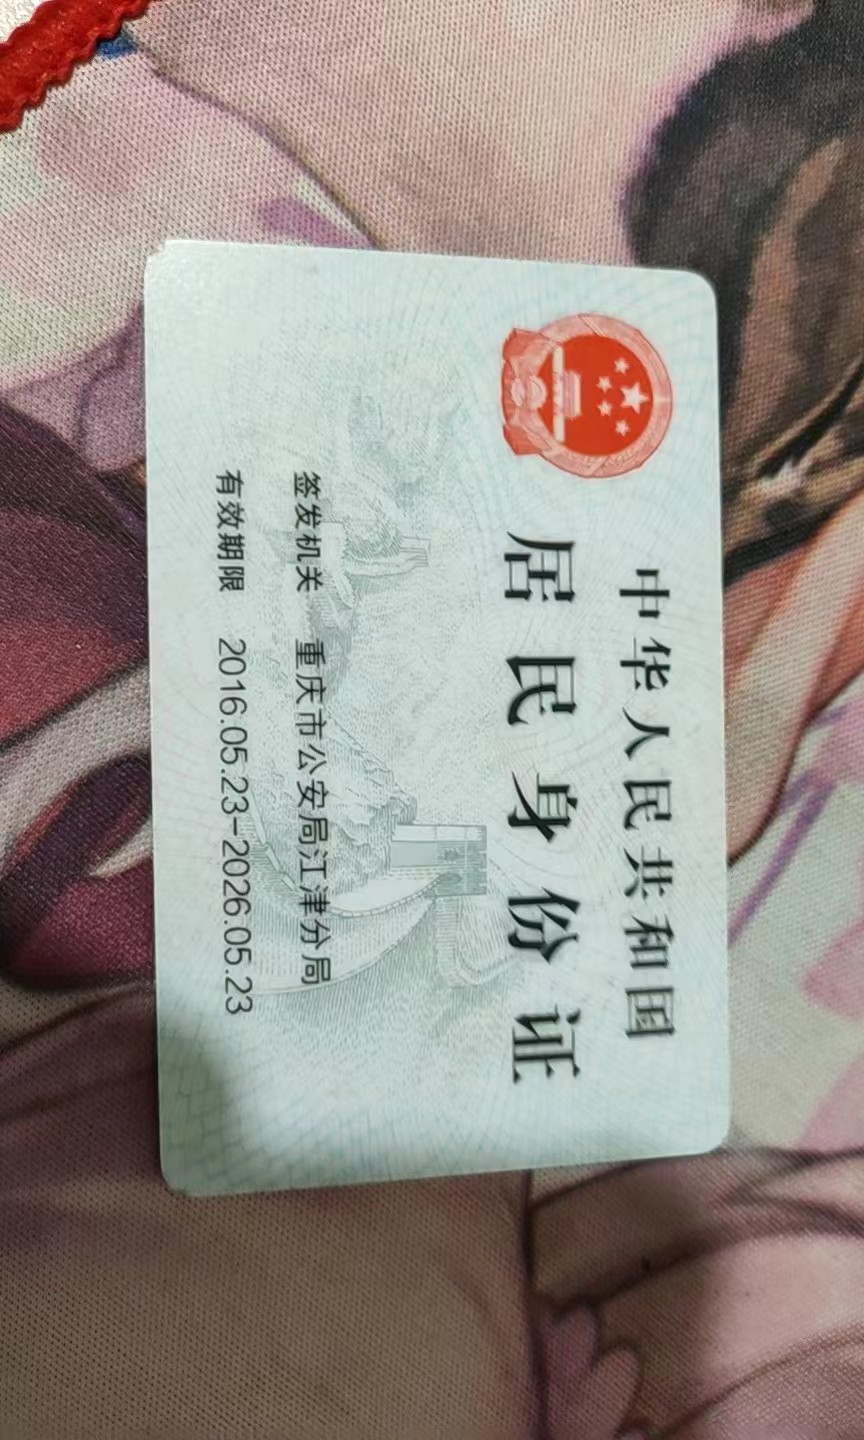 中华人民共和国
居民身份证
签发机关 重庆市公安局江津分局
有效期限 2016.05.23-2026.05.23